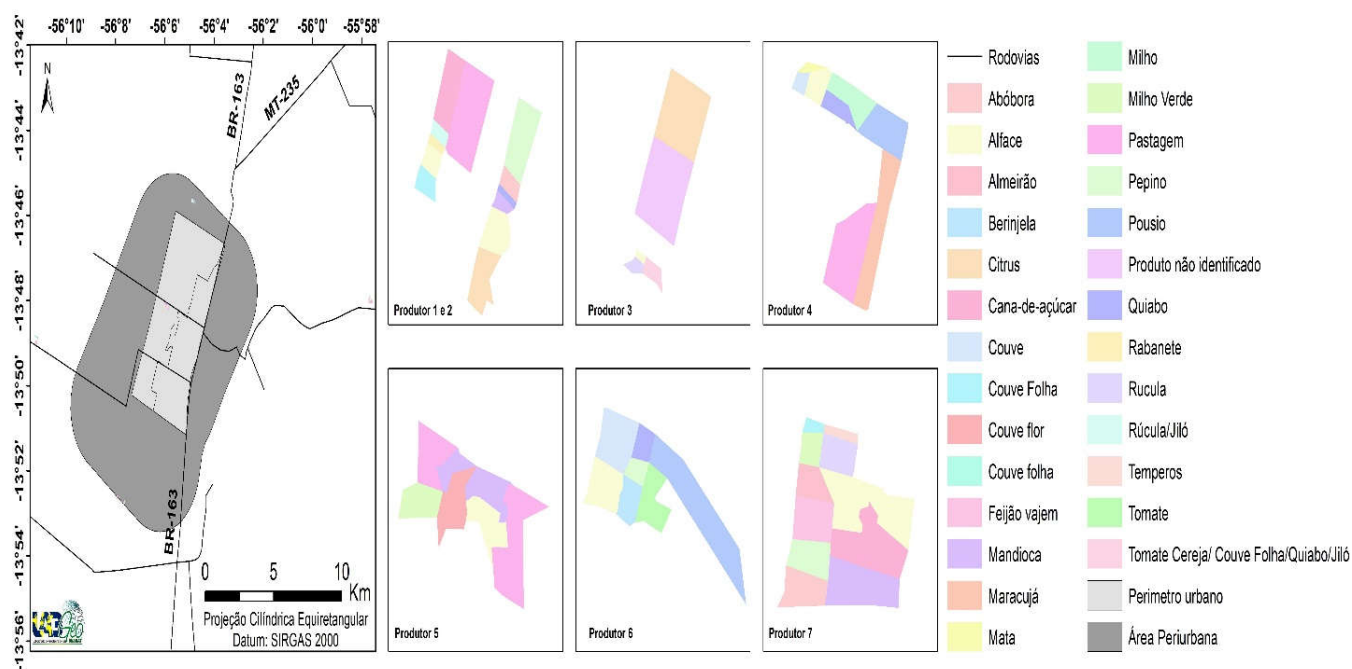 -56°10' -56°8' -56°6' -56°4' -56°2' -56°0' -55°58'
-13°42'
-13°44'
-13°46'
-13°48'
-13°50'
-13°52'
-13°54'
-13°56'
N
BR-163
MT-235
BR-163
0 5 10
Km
Projeção Cilíndrica Equiretangular
Datum: SIRGAS 2000
Produtor 1 e 2
Produtor 3
Produtor 4
Produtor 5
Produtor 6
Produtor 7
Rodovias
Abóbora
Alface
Almeirão
Berinjela
Citrus
Cana-de-açúcar
Couve
Couve Folha
Couve flor
Couve folha
Feijão vajem
Mandioca
Maracujá
Mata
Milho
Milho Verde
Pastagem
Pepino
Pousio
Produto não identificado
Quiabo
Rabanete
Rucula
Rúcula/Jiló
Temperos
Tomate
Tomate Cereja/ Couve Folha/Quiabo/Jiló
Perimetro urbano
Área Periurbana